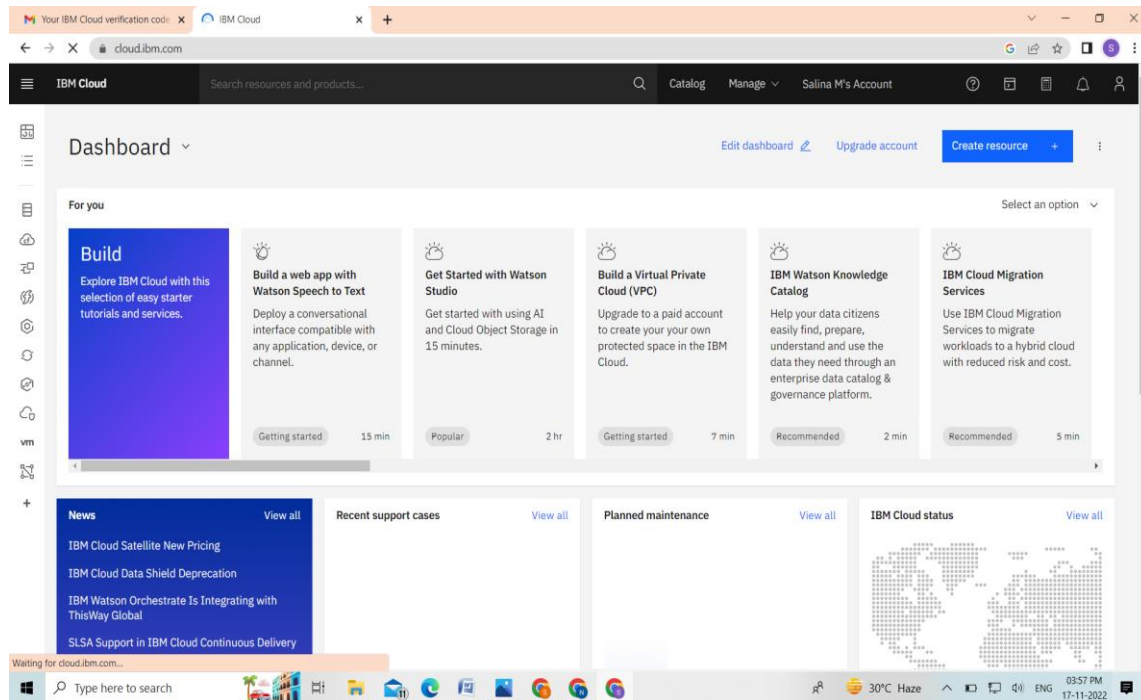 Your IBM Cloud verification code
IBM Cloud
cloud.ibm.com
IBM Cloud
Search resources and products...
Catalog
Manage
Salina M's Account
Dashboard
Edit dashboard
Upgrade account
Create resource +
For you
Select an option
Build
Explore IBM Cloud with this
selection of easy starter
tutorials and services.
Build a web app with
Watson Speech to Text
Deploy a conversational
interface compatible with
any application, device, or
channel.
Getting started 15 min
Get Started with Watson
Studio
Get started with using AI
and Cloud Object Storage in
15 minutes.
Popular 2 hr
Build a Virtual Private
Cloud (VPC)
Upgrade to a paid account
to create your your own
protected space in the IBM
Cloud.
Getting started 7 min
IBM Watson Knowledge
Catalog
Help your data citizens
easily find, prepare,
understand and use the
data they need through an
enterprise data catalog &
governance platform.
Recommended 2 min
IBM Cloud Migration
Services
Use IBM Cloud Migration
Services to migrate
workloads to a hybrid cloud
with reduced risk and cost.
Recommended 5 min
vm
News View all
IBM Cloud Satellite New Pricing
IBM Cloud Data Shield Deprecation
IBM Watson Orchestrate Is Integrating with
ThisWay Global
SLSA Support in IBM Cloud Continuous Delivery
Recent support cases View all
Planned maintenance View all
IBM Cloud status View all
Waiting for cloud.ibm.com...
Type here to search
30°C Haze
ENG
03:57 PM
17-11-2022